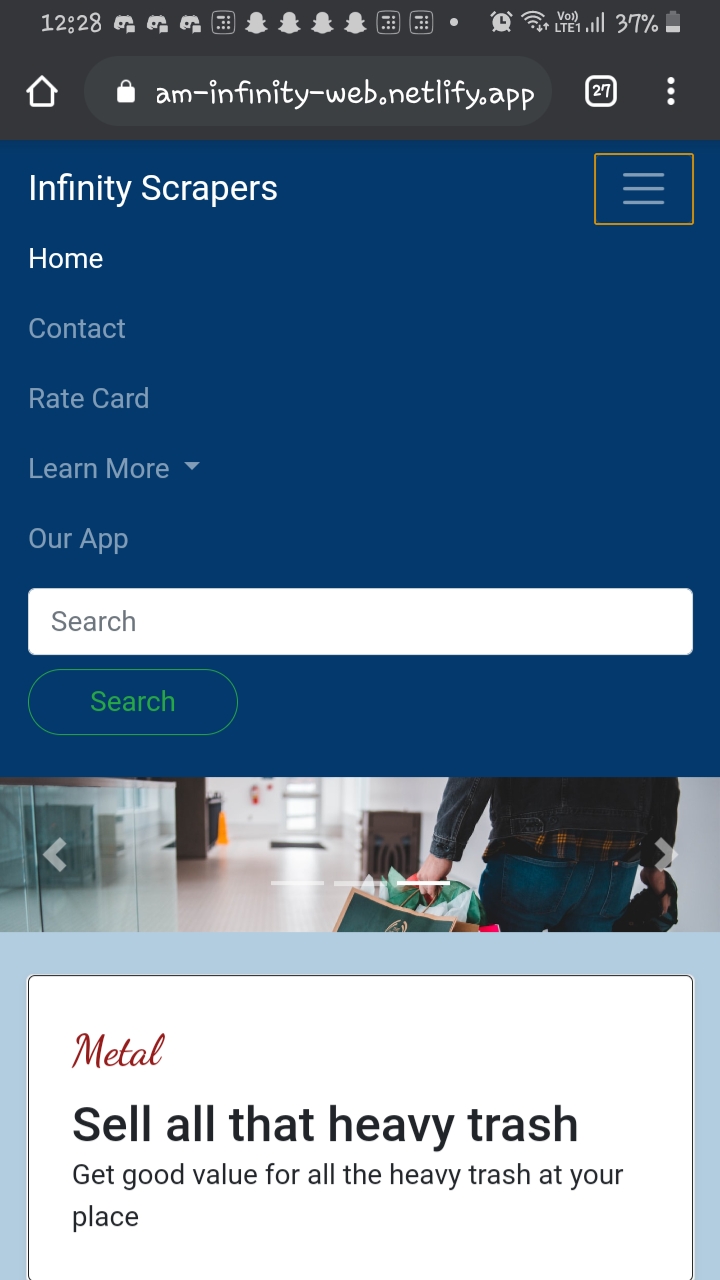 12:28 Vo)) LTE1 37%
am-infinity-web.netlify.app 27
Infinity Scrapers
Home
Contact
Rate Card
Learn More
Our App
Search
Search
Metal
Sell all that heavy trash
Get good value for all the heavy trash at your
place